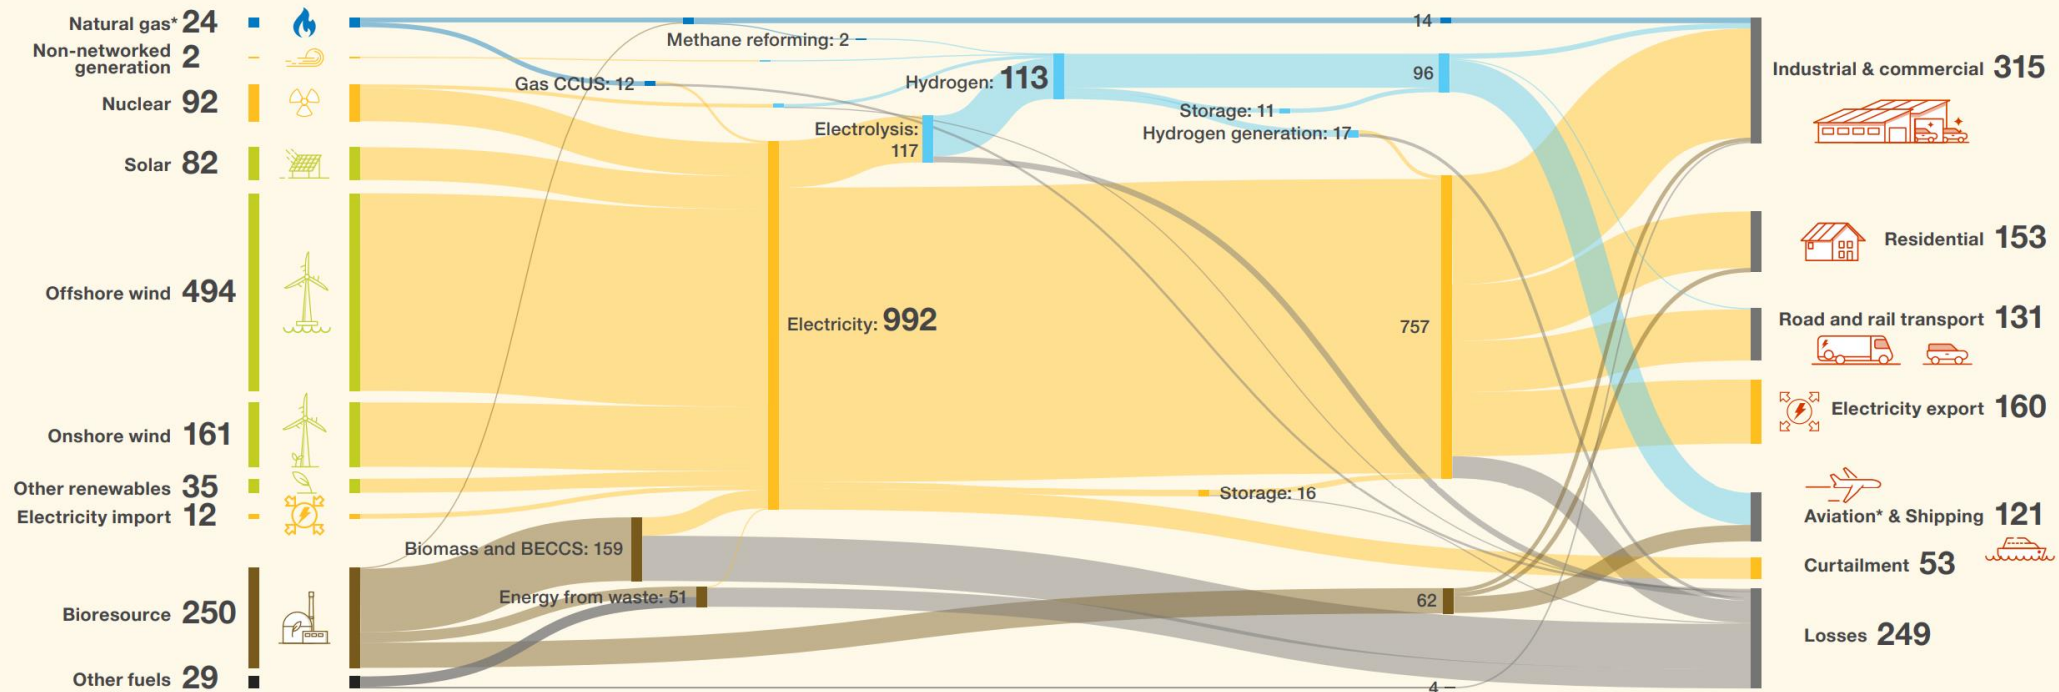 Natural gas* 24
Non-networked
generation 2
Nuclear 92
Solar 82
Offshore wind 494
Onshore wind 161
Other renewables 35
Electricity import 12
Bioresource 250
Other fuels 29
Methane reforming: 2
Gas CCUS: 12
Biomass and BECCS: 159
Energy from waste: 51
Electricity: 992
Electrolysis:
117
Hydrogen: 113
Storage: 11
Hydrogen generation: 17
Storage: 16
14
96
757
62
4
Industrial & commercial 315
Residential 153
Road and rail transport 131
Electricity export 160
Aviation* & Shipping 121
Curtailment 53
Losses 249